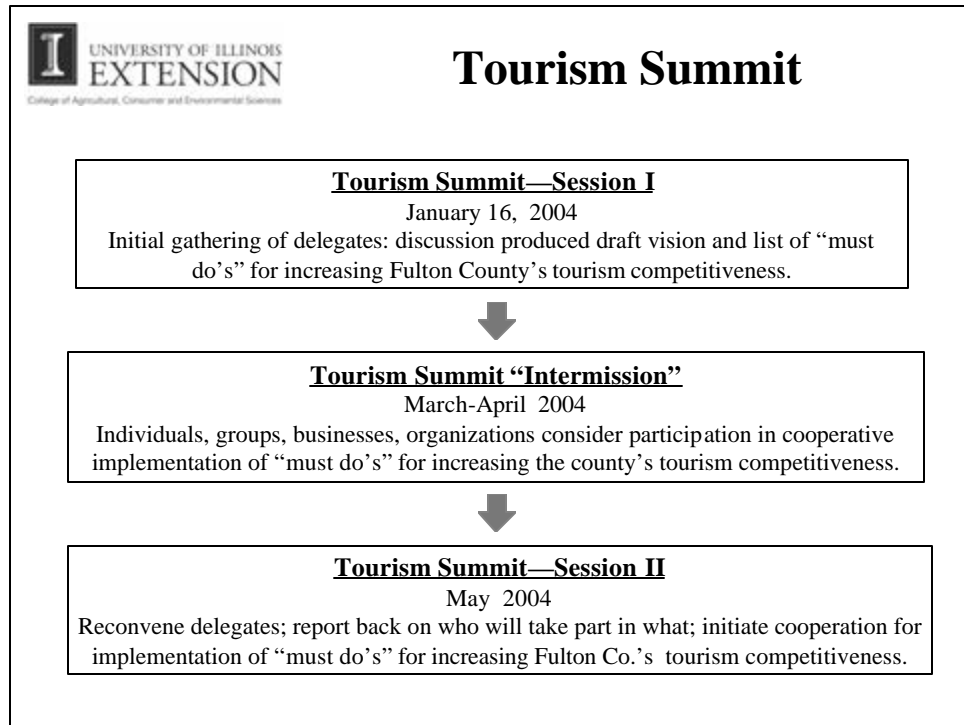 UNIVERSITY OF ILLINOIS
EXTENSION
College of Agricultural, Consumer and Environmental Sciences
Tourism Summit
Tourism Summit—Session I
January 16, 2004
Initial gathering of delegates: discussion produced draft vision and list of “must
do’s” for increasing Fulton County’s tourism competitiveness.
Tourism Summit “Intermission”
March-April 2004
Individuals, groups, businesses, organizations consider participation in cooperative
implementation of “must do’s” for increasing the county’s tourism competitiveness.
Tourism Summit—Session II
May 2004
Reconvene delegates; report back on who will take part in what; initiate cooperation for
implementation of “must do’s” for increasing Fulton Co.’s tourism competitiveness.